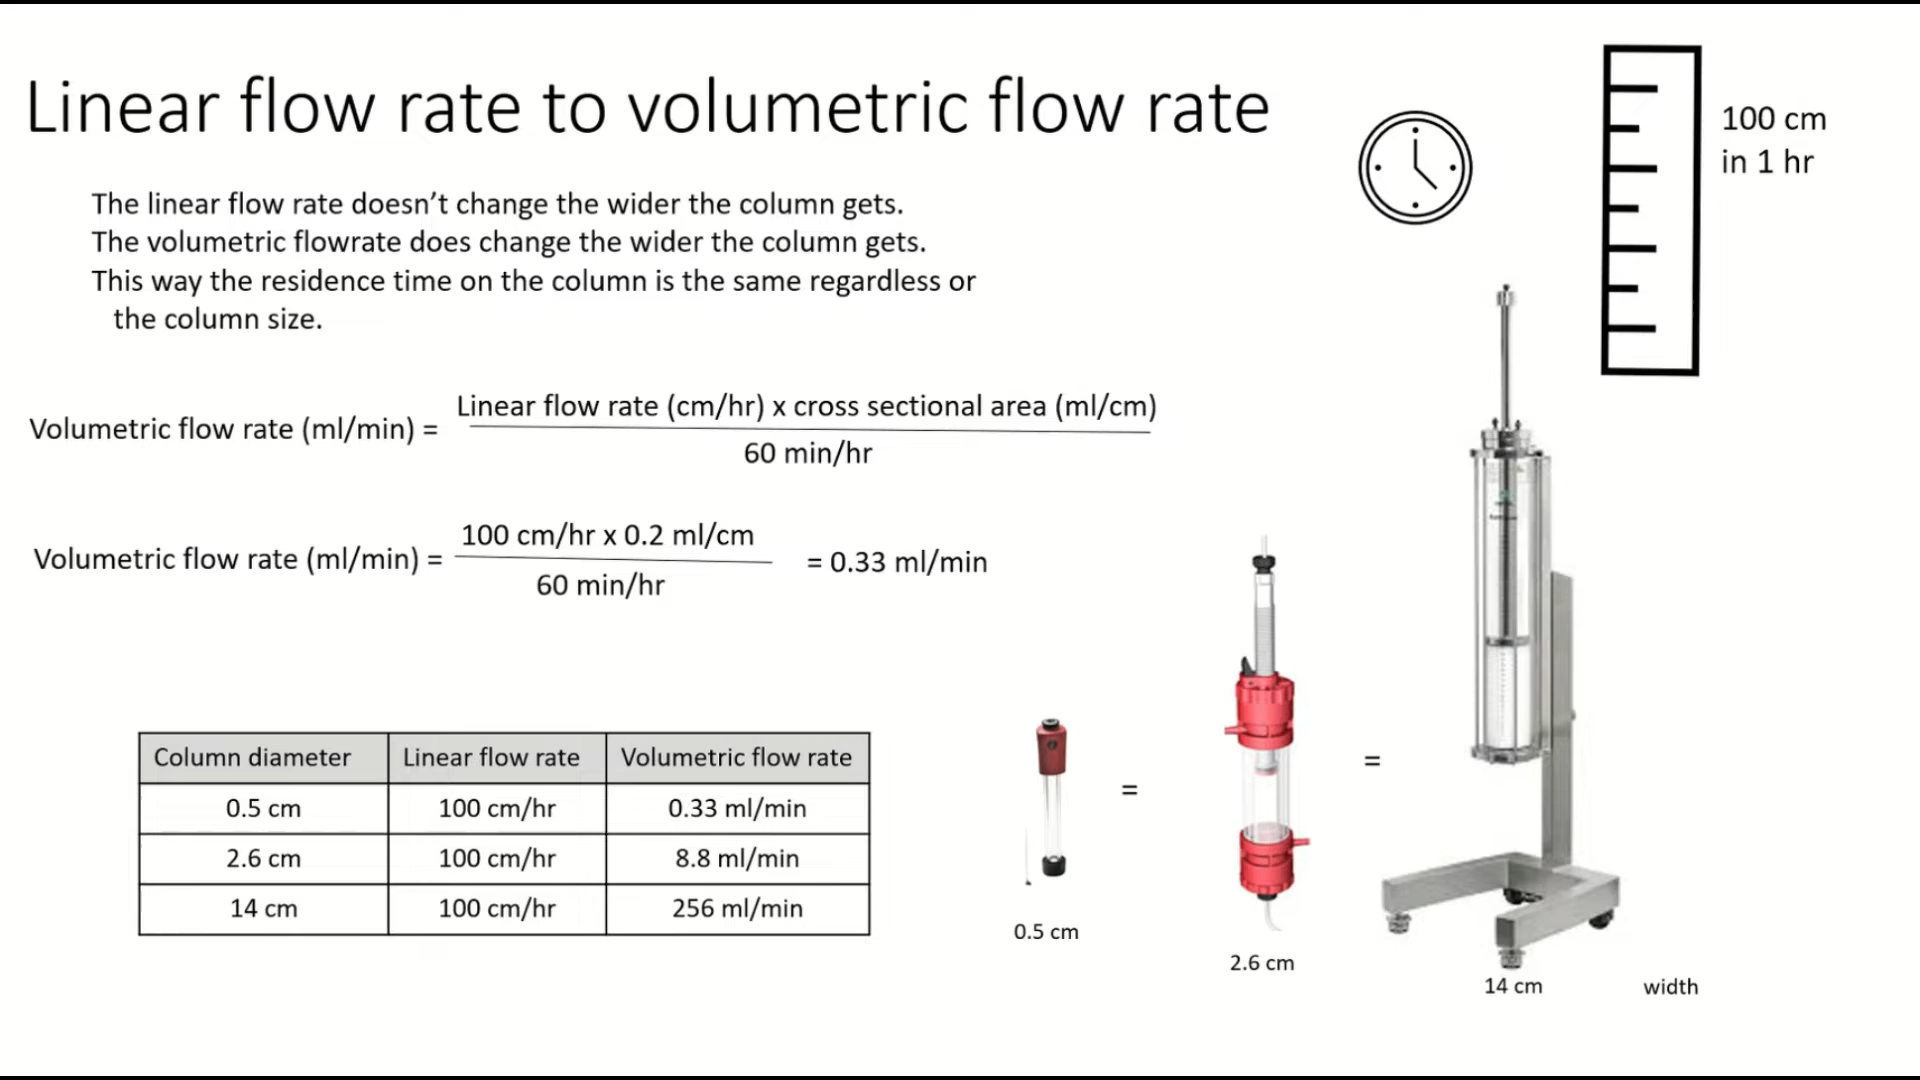 Linear flow rate to volumetric flow rate
100 cm
in 1 hr
The linear flow rate doesn’t change the wider the column gets.
The volumetric flowrate does change the wider the column gets.
This way the residence time on the column is the same regardless or
the column size.
Volumetric flow rate (ml/min) =
Linear flow rate (cm/hr) x cross sectional area (ml/cm)
60 min/hr
Volumetric flow rate (ml/min) =
100 cm/hr x 0.2 ml/cm
60 min/hr
= 0.33 ml/min
Column diameter Linear flow rate Volumetric flow rate
0.5 cm 100 cm/hr 0.33 ml/min
2.6 cm 100 cm/hr 8.8 ml/min
14 cm 100 cm/hr 256 ml/min
= =
0.5 cm
2.6 cm
14 cm width